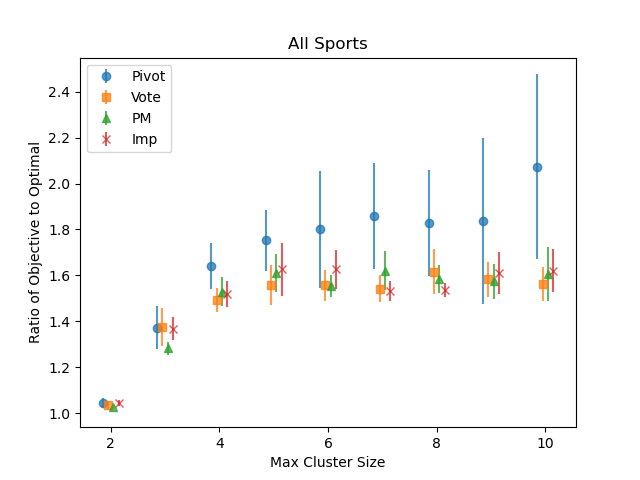 All Sports
Ratio of Objective to Optimal
2.4
2.2
2.0
1.8
1.6
1.4
1.2
1.0
Pivot
Vote
PM
Imp
2 4 6 8 10
Max Cluster Size